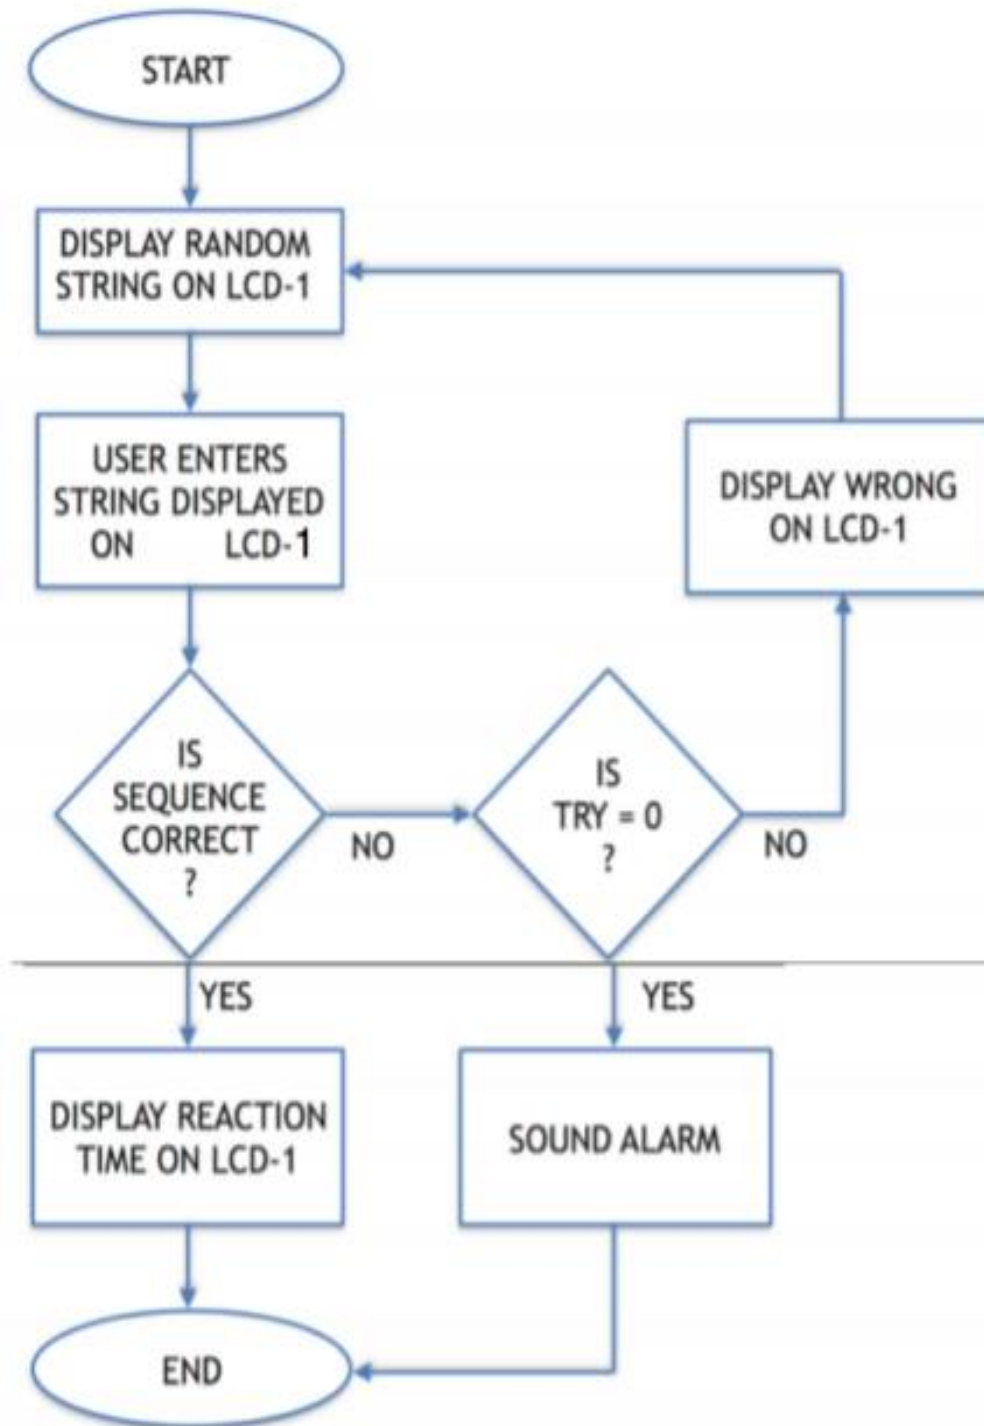 START
DISPLAY RANDOM
STRING ON LCD-1
USER ENTERS
STRING DISPLAYED
ON LCD-1
DISPLAY WRONG
ON LCD-1
IS
SEQUENCE
CORRECT
?
NO
IS
TRY = 0
?
NO
YES
YES
DISPLAY REACTION
TIME ON LCD-1
SOUND ALARM
END